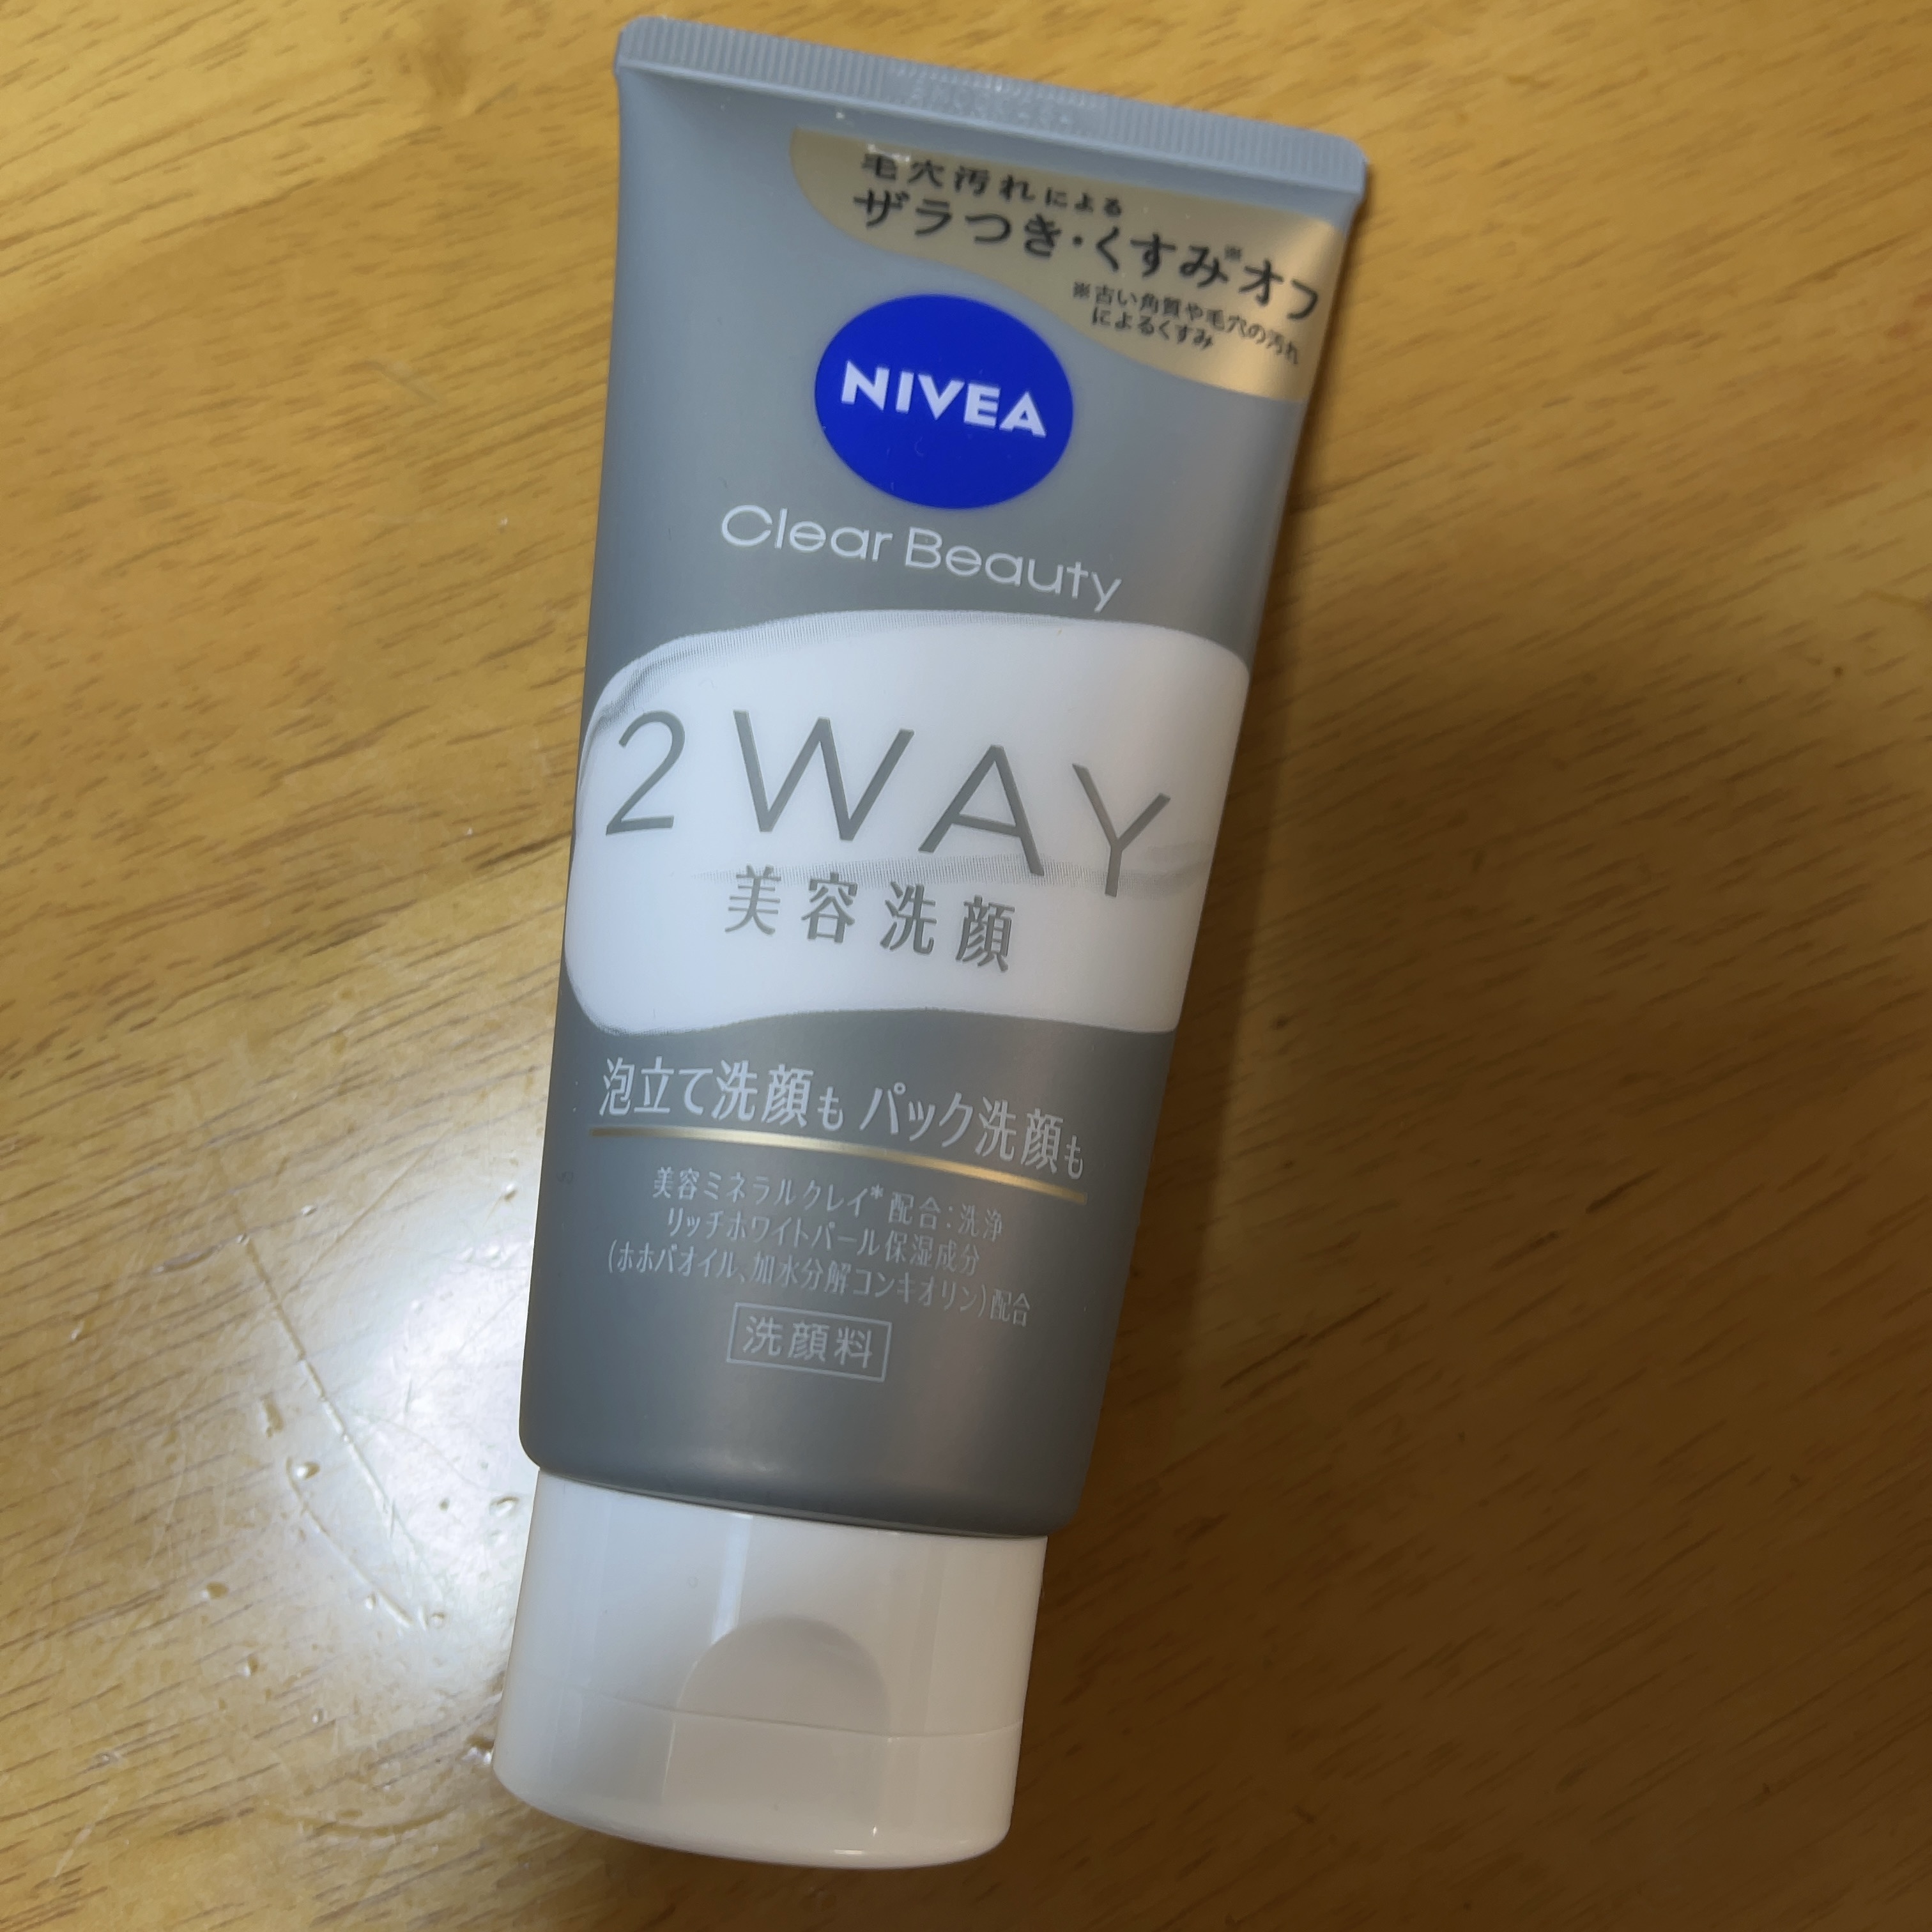 毛穴汚れによる
ザラつき・くすみ※オフ
※古い角質や毛穴の汚れ
によるくすみ
NIVEA
Clear Beauty
2WAY
美容洗顔
泡立て洗顔も パック洗顔も
美容ミネラルクレイ*配合:洗浄
リッチホワイトパール保湿成分
(ホホバオイル、加水分解コンキオリン)配合
洗顔料